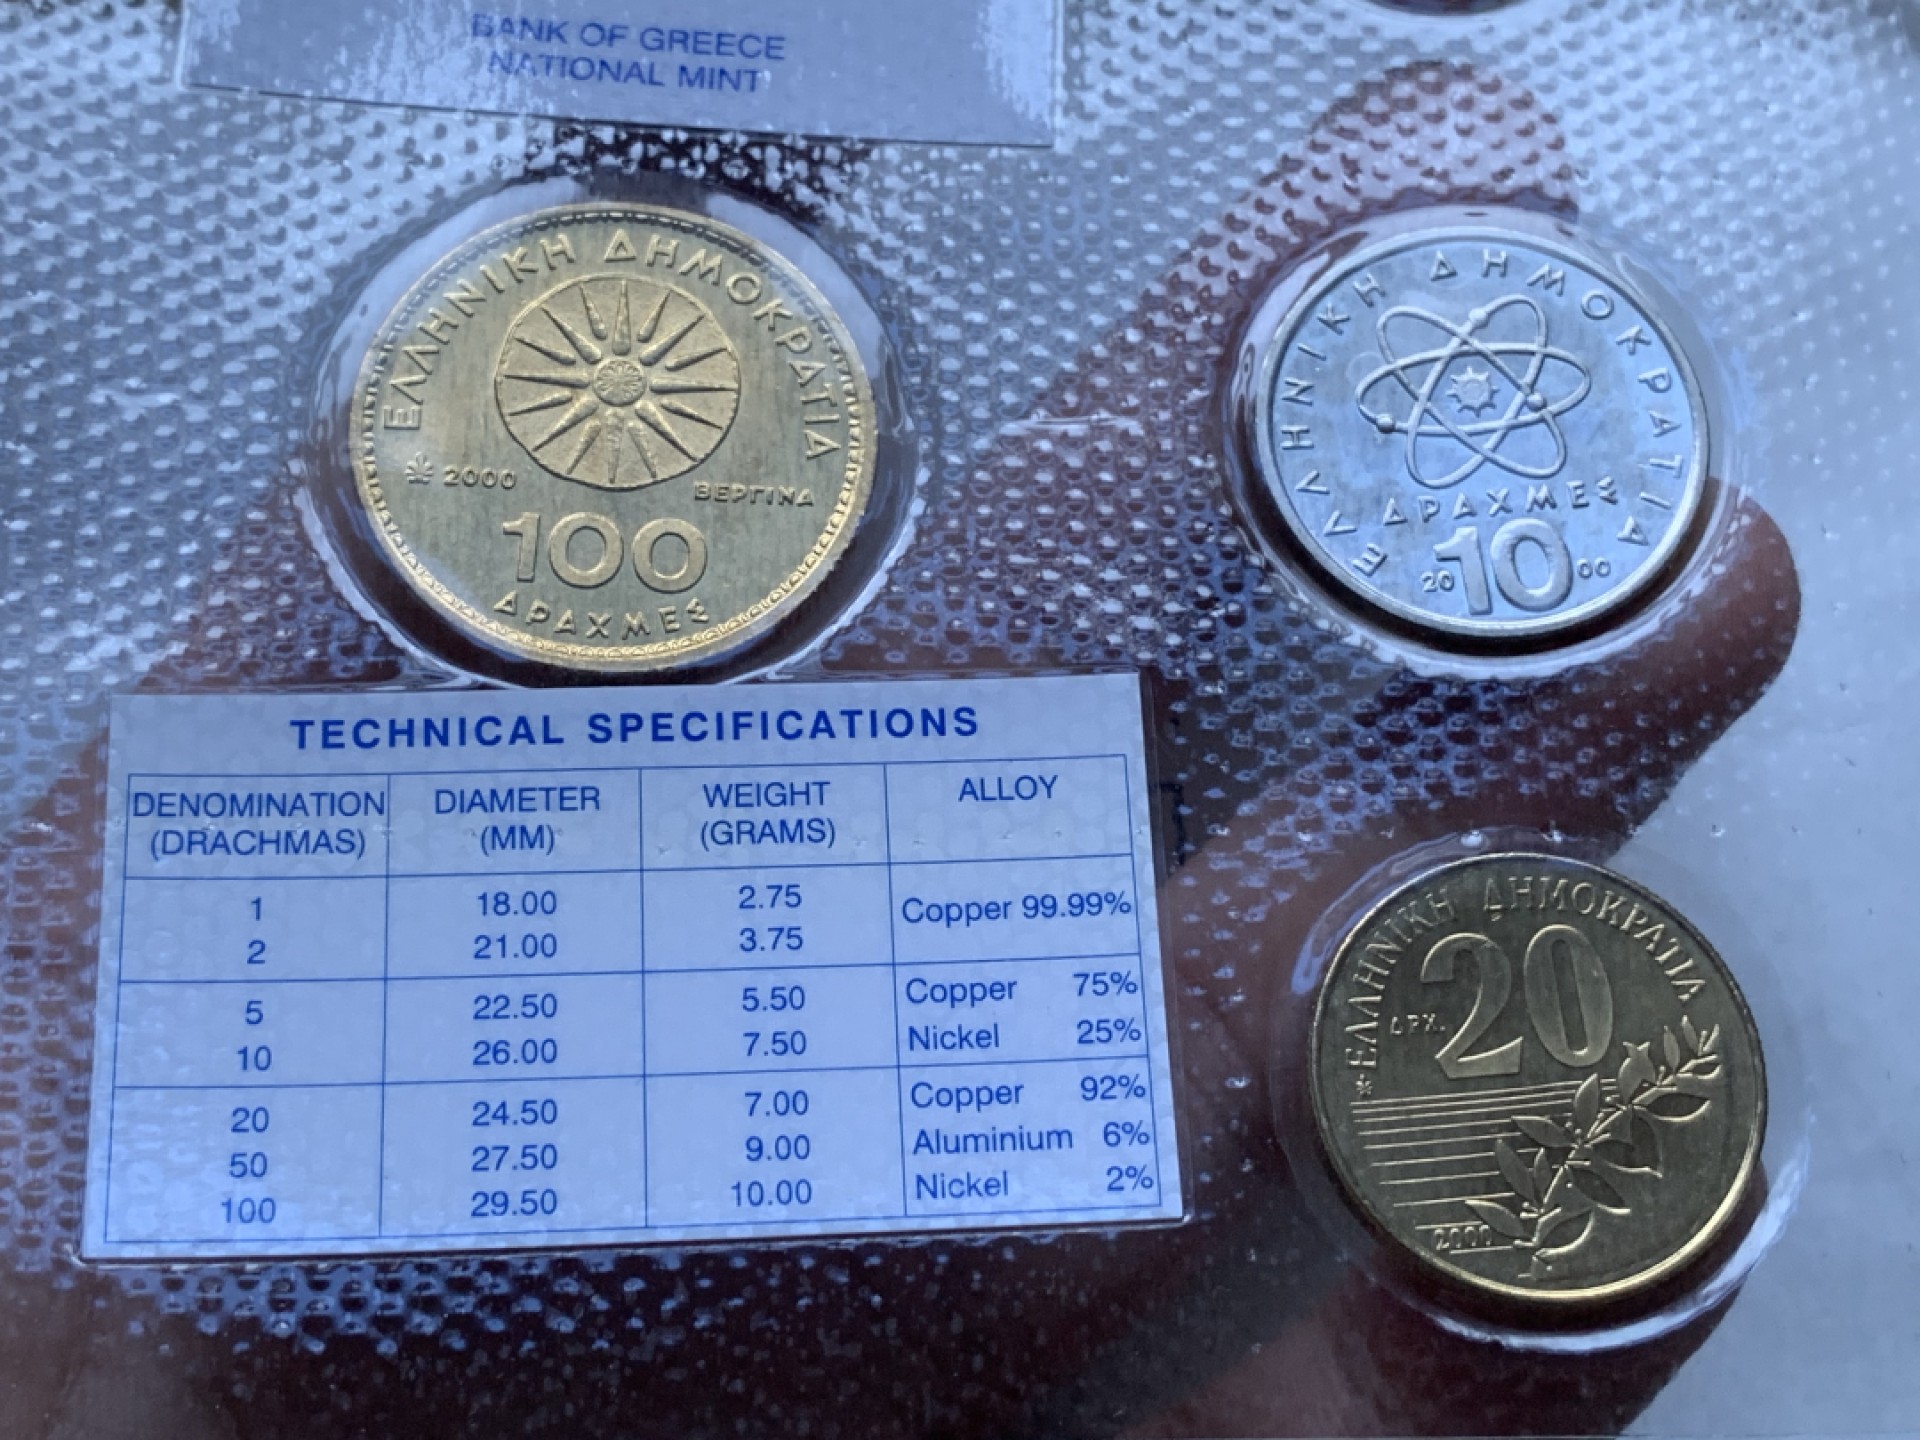 BANK OF GREECE
NATIONAL MINT
ΕΛΛΗΝΙΚΗ ΔΗΜΟΚΡΑΤΙΑ
2000
ΒΕΡΓΙΝΑ
100
ΔΡΑΧΜΕΣ
ΕΛΛΗΝΙΚΗ ΔΗΜΟΚΡΑΤΙΑ
ΔΡΑΧΜΕΣ
20 10 00
TECHNICAL SPECIFICATIONS
DENOMINATION (DRACHMAS) DIAMETER (MM) WEIGHT (GRAMS) ALLOY
1 18.00 2.75 Copper 99.99%
2 21.00 3.75
5 22.50 5.50 Copper 75%
10 26.00 7.50 Nickel 25%
20 24.50 7.00 Copper 92%
50 27.50 9.00 Aluminium 6%
100 29.50 10.00 Nickel 2%
ΕΛΛΗΝΙΚΗ ΔΗΜΟΚΡΑΤΙΑ
ΔΡΧ. 20
2000